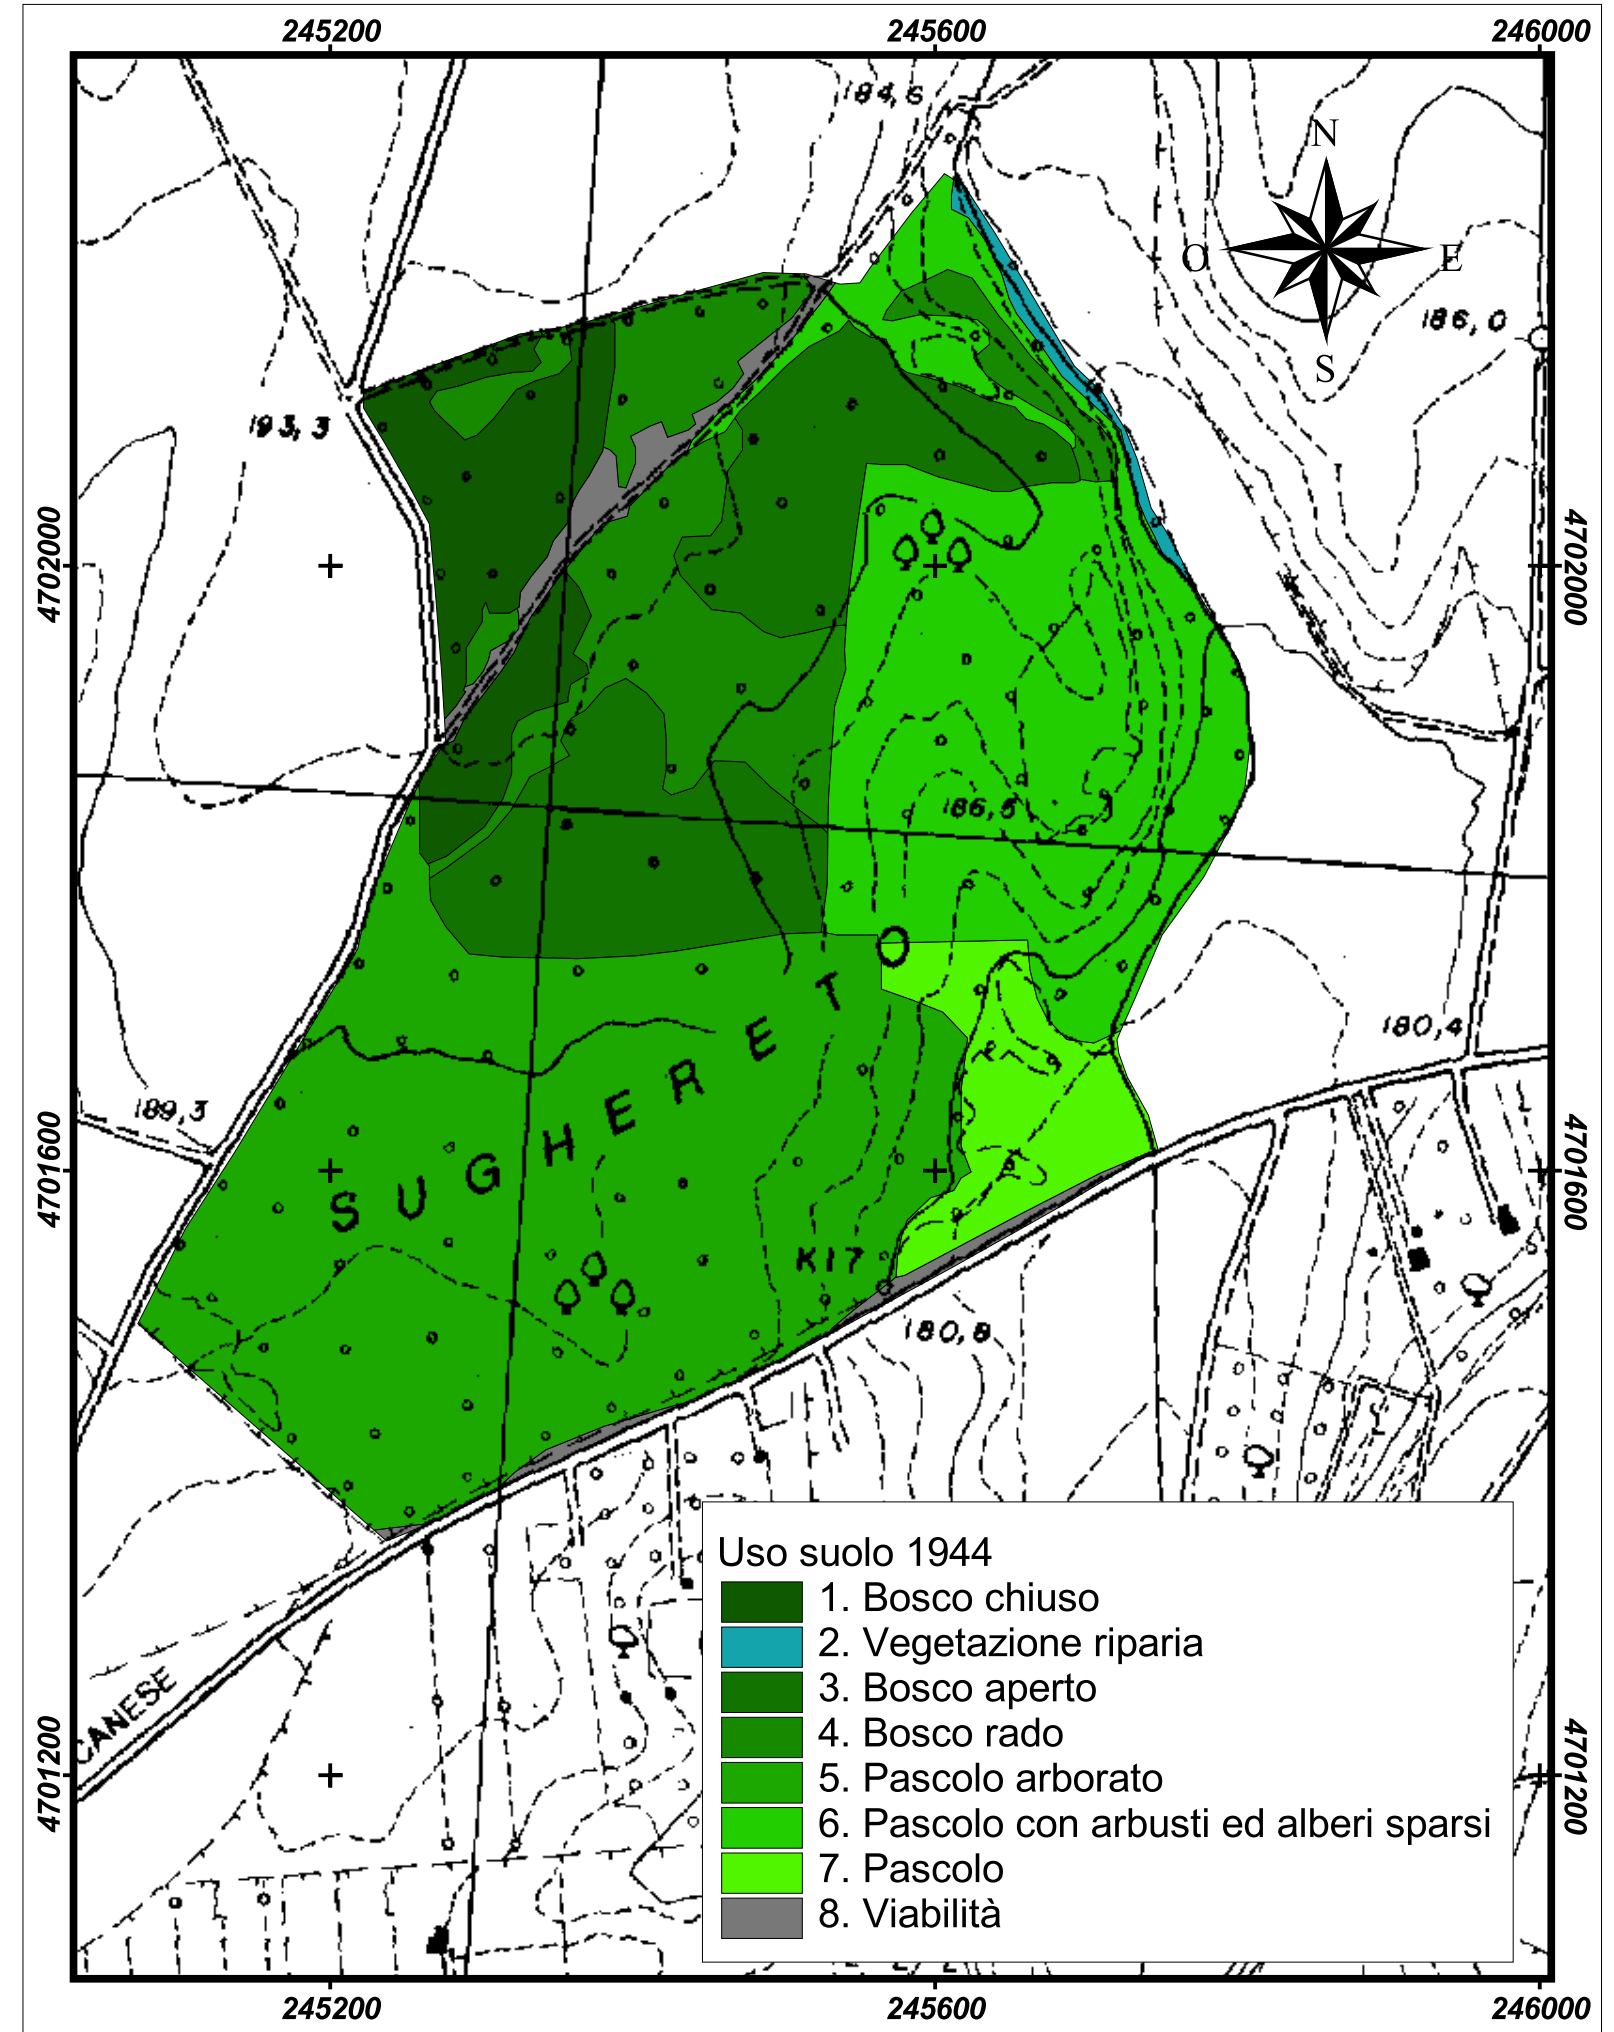 245200 245600 246000
184,6
N
O E
S
186,0
193,3
4702000 4702000
186,5
SUGHERETO
180,4
189,3
4701600 4701600
K17
180,8
Uso suolo 1944
1. Bosco chiuso
2. Vegetazione riparia
3. Bosco aperto
4. Bosco rado
5. Pascolo arborato
6. Pascolo con arbusti ed alberi sparsi
7. Pascolo
8. Viabilità
CANESE
4701200 4701200
245200 245600 246000